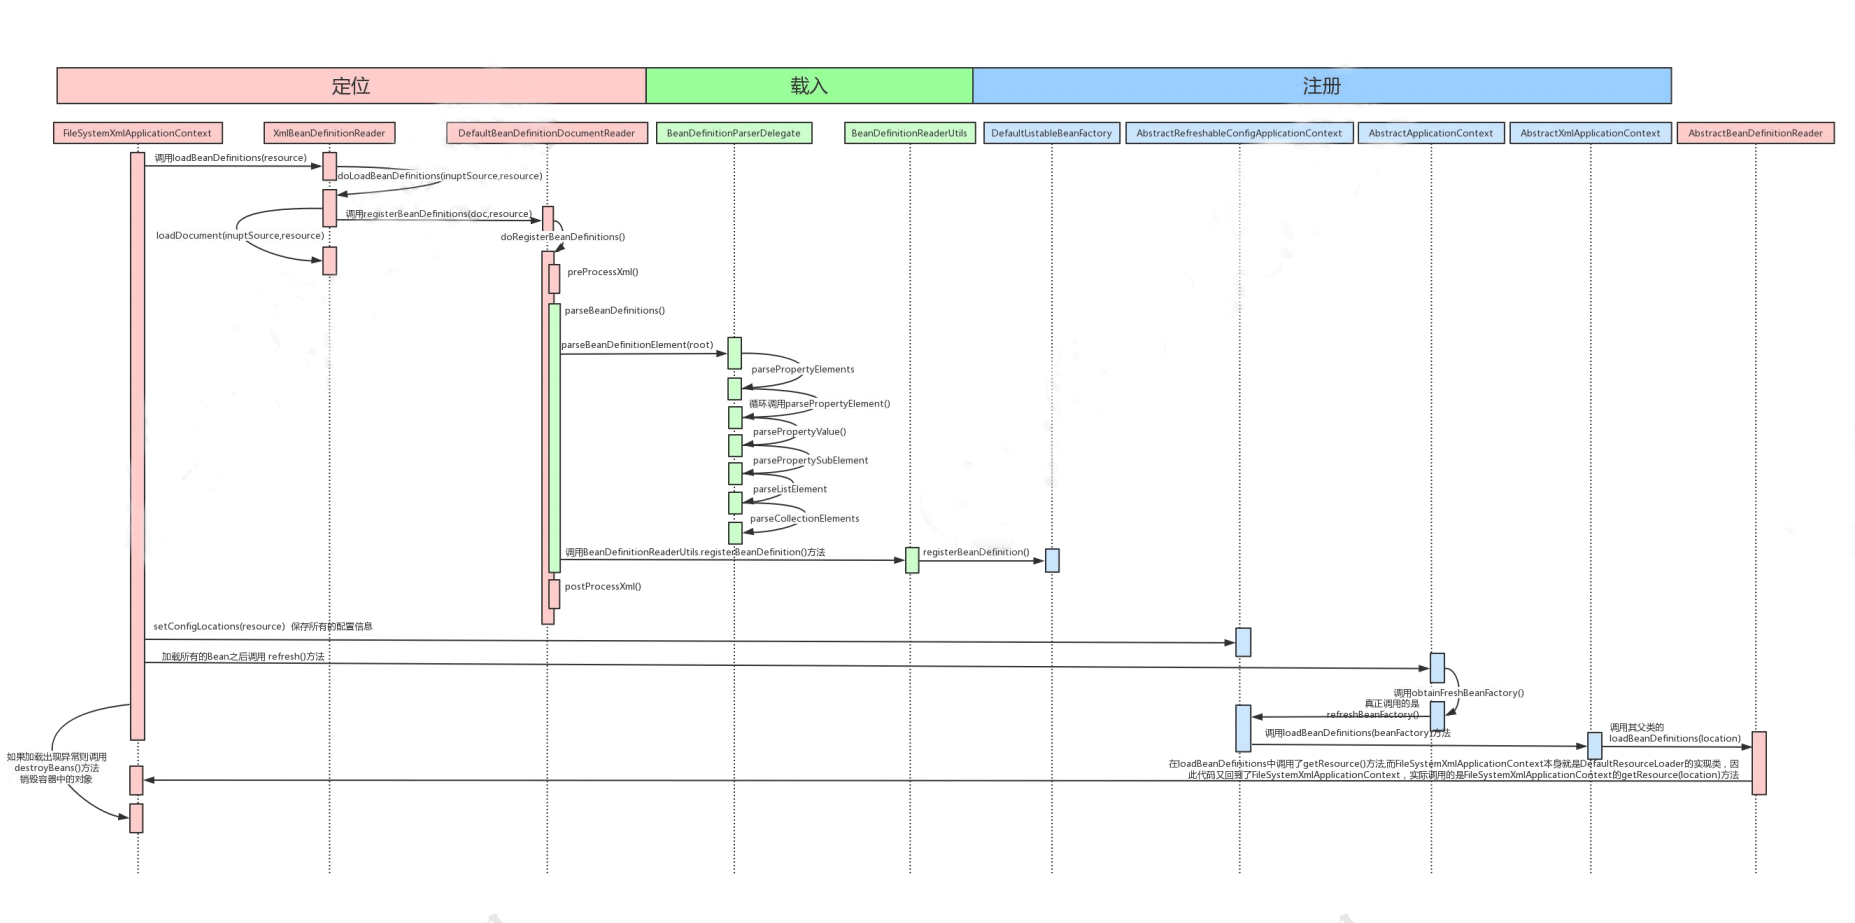 定位
载入
注册
FileSystemXmlApplicationContext
XmlBeanDefinitionReader
DefaultBeanDefinitionDocumentReader
BeanDefinitionParserDelegate
BeanDefinitionReaderUtils
DefaultListableBeanFactory
AbstractRefreshableConfigApplicationContext
AbstractApplicationContext
AbstractXmlApplicationContext
AbstractBeanDefinitionReader
调用loadBeanDefinitions(resource)
doLoadBeanDefinitions(inuptSource,resource)
调用registerBeanDefinitions(doc,resource)
loadDocument(inuptSource,resource)
doRegisterBeanDefinitions()
preProcessXml()
parseBeanDefinitions()
parseBeanDefinitionElement(root)
parsePropertyElements
循环调用parsePropertyElement()
parsePropertyValue()
parsePropertySubElement
parseListElement
parseCollectionElements
调用BeanDefinitionReaderUtils.registerBeanDefinition()方法
registerBeanDefinition()
postProcessXml()
setConfigLocations(resource) 保存所有的配置信息
加载所有的Bean之后调用 refresh()方法
调用obtainFreshBeanFactory()
真正调用的是
refreshBeanFactory()
调用loadBeanDefinitions(beanFactory)方法
调用其父类的
loadBeanDefinitions(location)
如果加载出现异常则调用
destroyBeans()方法
销毁容器中的对象
在loadBeanDefinitions中调用了getResource()方法,而FileSystemXmlApplicationContext本身就是DefaultResourceLoader的实现类，因
此代码又回到了FileSystemXmlApplicationContext，实际调用的是FileSystemXmlApplicationContext的getResource(location)方法